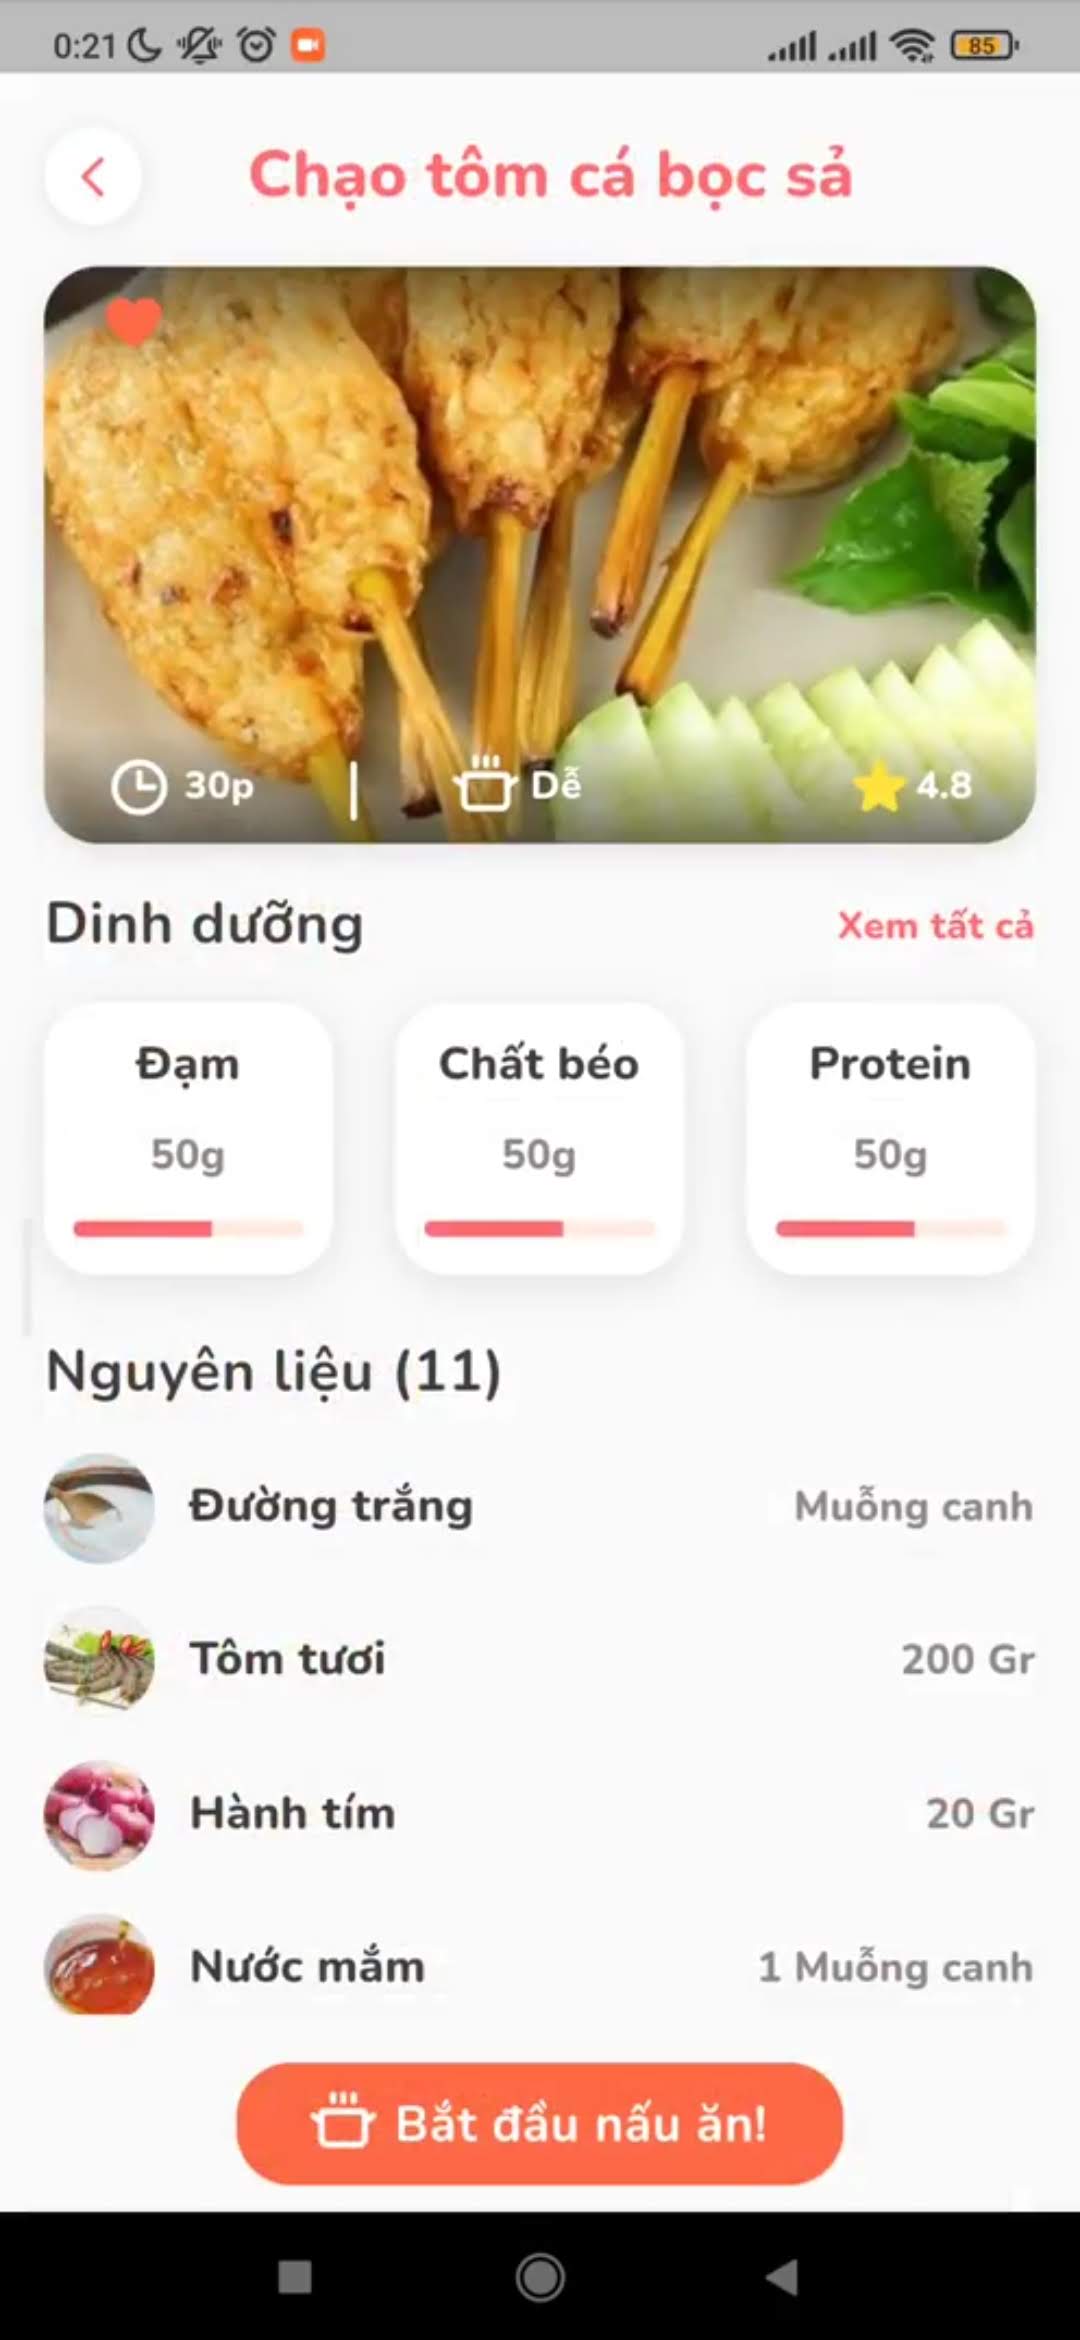 0:21
85
Chạo tôm cá bọc sả
30p
Dễ
4.8
Dinh dưỡng
Xem tất cả
Đạm
Chất béo
Protein
50g
50g
50g
Nguyên liệu (11)
Đường trắng
Muỗng canh
Tôm tươi
200 Gr
Hành tím
20 Gr
Nước mắm
1 Muỗng canh
Bắt đầu nấu ăn!